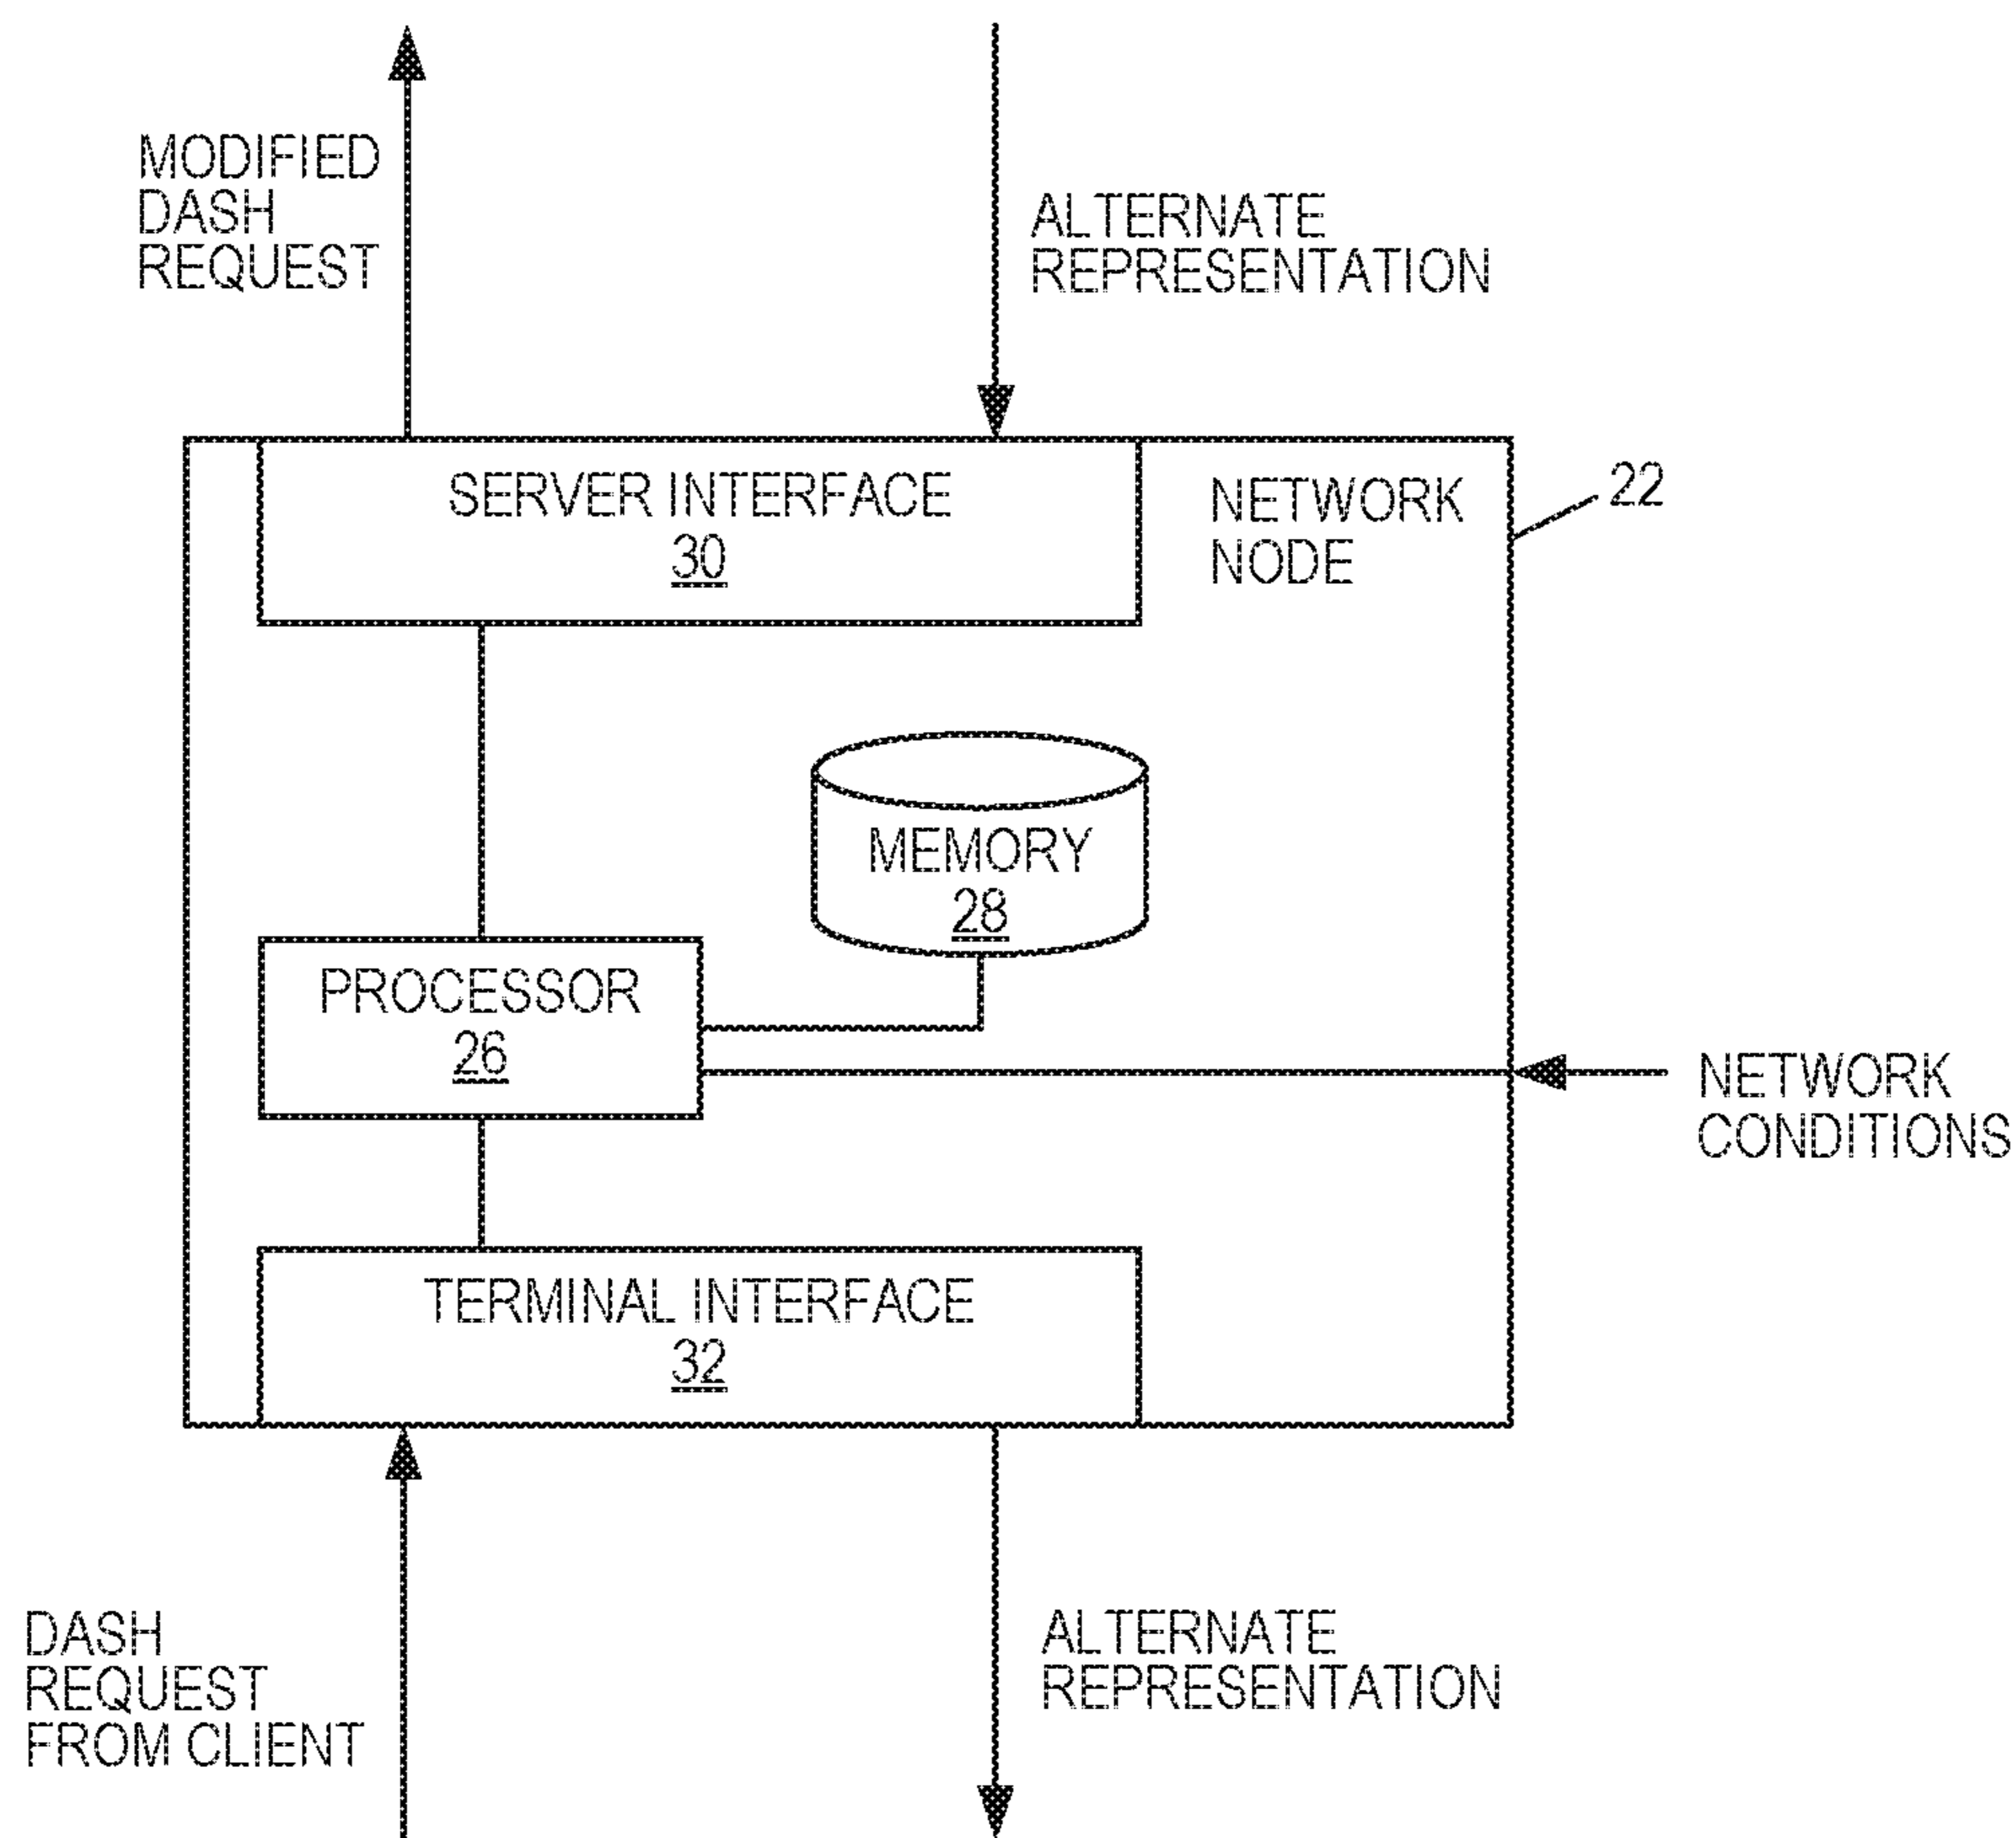 MODIFIED
DASH
REQUEST
ALTERNATE
REPRESENTATION
SERVER INTERFACE
30
NETWORK
NODE
22
MEMORY
28
PROCESSOR
26
NETWORK
CONDITIONS
TERMINAL INTERFACE
32
DASH
REQUEST
FROM CLIENT
ALTERNATE
REPRESENTATION